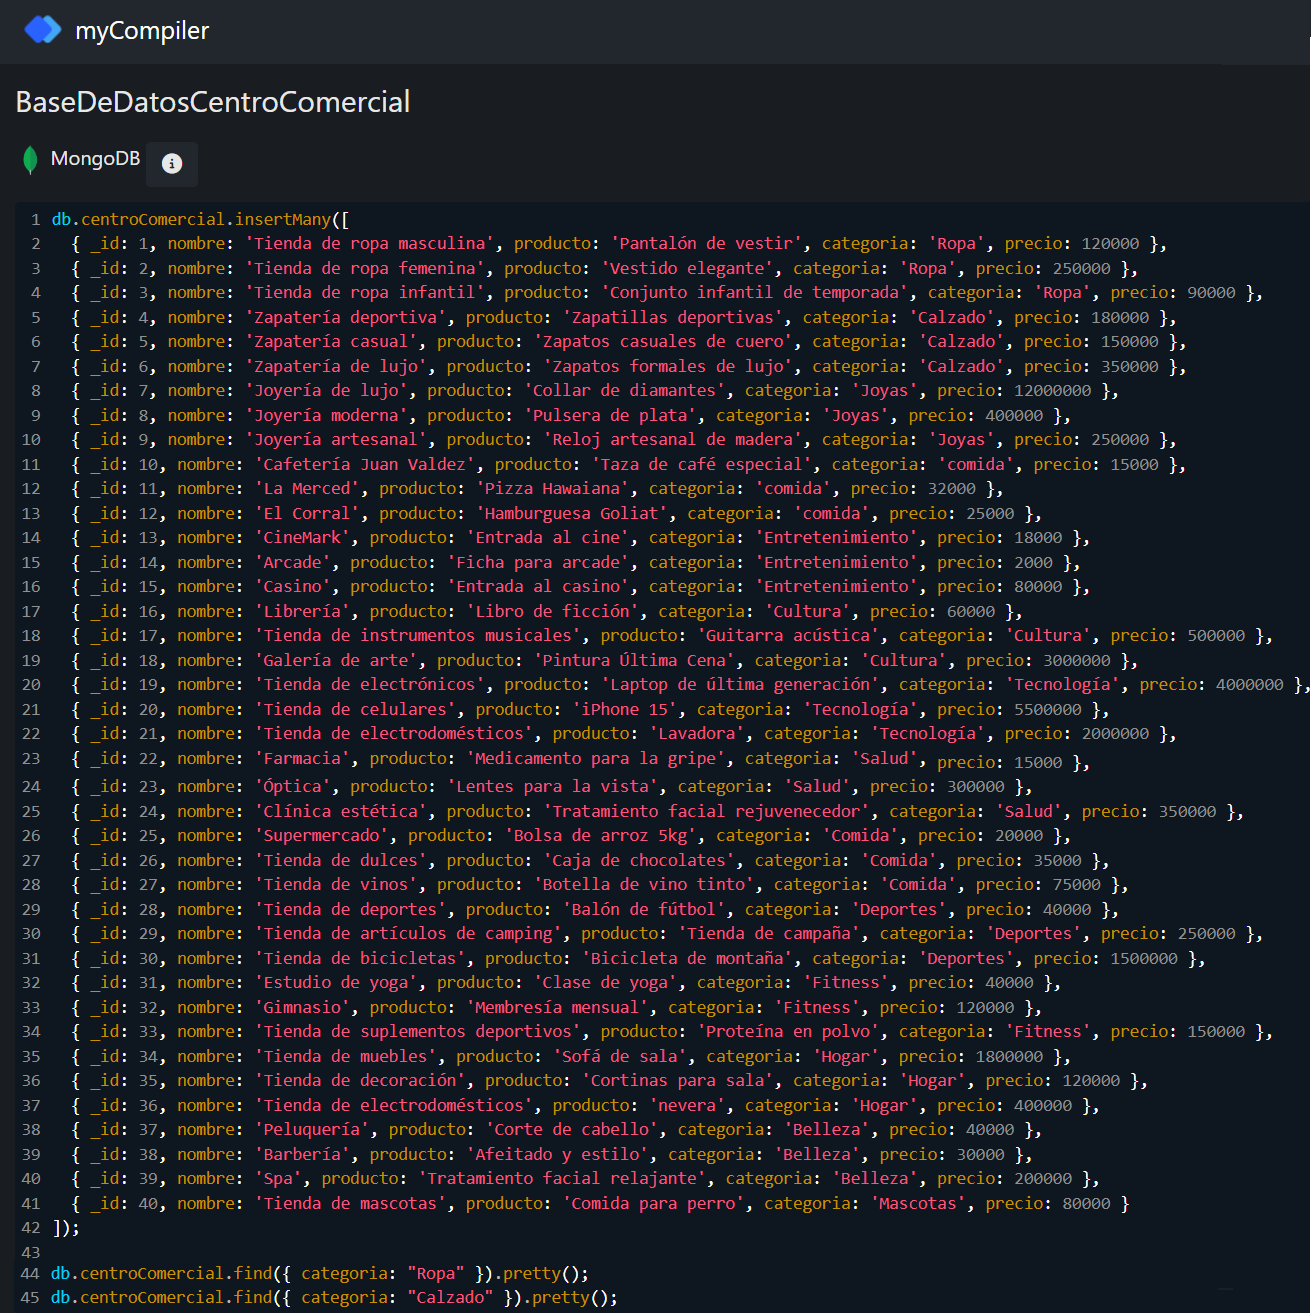 myCompiler
BaseDeDatosCentroComercial
MongoDB
1 db.centroComercial.insertMany([
2 { _id: 1, nombre: 'Tienda de ropa masculina', producto: 'Pantalón de vestir', categoria: 'Ropa', precio: 120000 },
3 { _id: 2, nombre: 'Tienda de ropa femenina', producto: 'Vestido elegante', categoria: 'Ropa', precio: 250000 },
4 { _id: 3, nombre: 'Tienda de ropa infantil', producto: 'Conjunto infantil de temporada', categoria: 'Ropa', precio: 90000 },
5 { _id: 4, nombre: 'Zapatería deportiva', producto: 'Zapatillas deportivas', categoria: 'Calzado', precio: 180000 },
6 { _id: 5, nombre: 'Zapatería casual', producto: 'Zapatos casuales de cuero', categoria: 'Calzado', precio: 150000 },
7 { _id: 6, nombre: 'Zapatería de lujo', producto: 'Zapatos formales de lujo', categoria: 'Calzado', precio: 350000 },
8 { _id: 7, nombre: 'Joyería de lujo', producto: 'Collar de diamantes', categoria: 'Joyas', precio: 12000000 },
9 { _id: 8, nombre: 'Joyería moderna', producto: 'Pulsera de plata', categoria: 'Joyas', precio: 400000 },
10 { _id: 9, nombre: 'Joyería artesanal', producto: 'Reloj artesanal de madera', categoria: 'Joyas', precio: 250000 },
11 { _id: 10, nombre: 'Cafetería Juan Valdez', producto: 'Taza de café especial', categoria: 'comida', precio: 15000 },
12 { _id: 11, nombre: 'La Merced', producto: 'Pizza Hawaiana', categoria: 'comida', precio: 32000 },
13 { _id: 12, nombre: 'El Corral', producto: 'Hamburguesa Goliat', categoria: 'comida', precio: 25000 },
14 { _id: 13, nombre: 'CineMark', producto: 'Entrada al cine', categoria: 'Entretenimiento', precio: 18000 },
15 { _id: 14, nombre: 'Arcade', producto: 'Ficha para arcade', categoria: 'Entretenimiento', precio: 2000 },
16 { _id: 15, nombre: 'Casino', producto: 'Entrada al casino', categoria: 'Entretenimiento', precio: 80000 },
17 { _id: 16, nombre: 'Librería', producto: 'Libro de ficción', categoria: 'Cultura', precio: 60000 },
18 { _id: 17, nombre: 'Tienda de instrumentos musicales', producto: 'Guitarra acústica', categoria: 'Cultura', precio: 500000 },
19 { _id: 18, nombre: 'Galería de arte', producto: 'Pintura Última Cena', categoria: 'Cultura', precio: 3000000 },
20 { _id: 19, nombre: 'Tienda de electrónicos', producto: 'Laptop de última generación', categoria: 'Tecnología', precio: 4000000 },
21 { _id: 20, nombre: 'Tienda de celulares', producto: 'iPhone 15', categoria: 'Tecnología', precio: 5500000 },
22 { _id: 21, nombre: 'Tienda de electrodomésticos', producto: 'Lavadora', categoria: 'Tecnología', precio: 2000000 },
23 { _id: 22, nombre: 'Farmacia', producto: 'Medicamento para la gripe', categoria: 'Salud', precio: 15000 },
24 { _id: 23, nombre: 'Óptica', producto: 'Lentes para la vista', categoria: 'Salud', precio: 300000 },
25 { _id: 24, nombre: 'Clínica estética', producto: 'Tratamiento facial rejuvenecedor', categoria: 'Salud', precio: 350000 },
26 { _id: 25, nombre: 'Supermercado', producto: 'Bolsa de arroz 5kg', categoria: 'Comida', precio: 20000 },
27 { _id: 26, nombre: 'Tienda de dulces', producto: 'Caja de chocolates', categoria: 'Comida', precio: 35000 },
28 { _id: 27, nombre: 'Tienda de vinos', producto: 'Botella de vino tinto', categoria: 'Comida', precio: 75000 },
29 { _id: 28, nombre: 'Tienda de deportes', producto: 'Balón de fútbol', categoria: 'Deportes', precio: 40000 },
30 { _id: 29, nombre: 'Tienda de artículos de camping', producto: 'Tienda de campaña', categoria: 'Deportes', precio: 250000 },
31 { _id: 30, nombre: 'Tienda de bicicletas', producto: 'Bicicleta de montaña', categoria: 'Deportes', precio: 1500000 },
32 { _id: 31, nombre: 'Estudio de yoga', producto: 'Clase de yoga', categoria: 'Fitness', precio: 40000 },
33 { _id: 32, nombre: 'Gimnasio', producto: 'Membresía mensual', categoria: 'Fitness', precio: 120000 },
34 { _id: 33, nombre: 'Tienda de suplementos deportivos', producto: 'Proteína en polvo', categoria: 'Fitness', precio: 150000 },
35 { _id: 34, nombre: 'Tienda de muebles', producto: 'Sofá de sala', categoria: 'Hogar', precio: 1800000 },
36 { _id: 35, nombre: 'Tienda de decoración', producto: 'Cortinas para sala', categoria: 'Hogar', precio: 120000 },
37 { _id: 36, nombre: 'Tienda de electrodomésticos', producto: 'nevera', categoria: 'Hogar', precio: 400000 },
38 { _id: 37, nombre: 'Peluquería', producto: 'Corte de cabello', categoria: 'Belleza', precio: 40000 },
39 { _id: 38, nombre: 'Barbería', producto: 'Afeitado y estilo', categoria: 'Belleza', precio: 30000 },
40 { _id: 39, nombre: 'Spa', producto: 'Tratamiento facial relajante', categoria: 'Belleza', precio: 200000 },
41 { _id: 40, nombre: 'Tienda de mascotas', producto: 'Comida para perro', categoria: 'Mascotas', precio: 80000 }
42 ]);
43
44 db.centroComercial.find({ categoria: "Ropa" }).pretty();
45 db.centroComercial.find({ categoria: "Calzado" }).pretty();